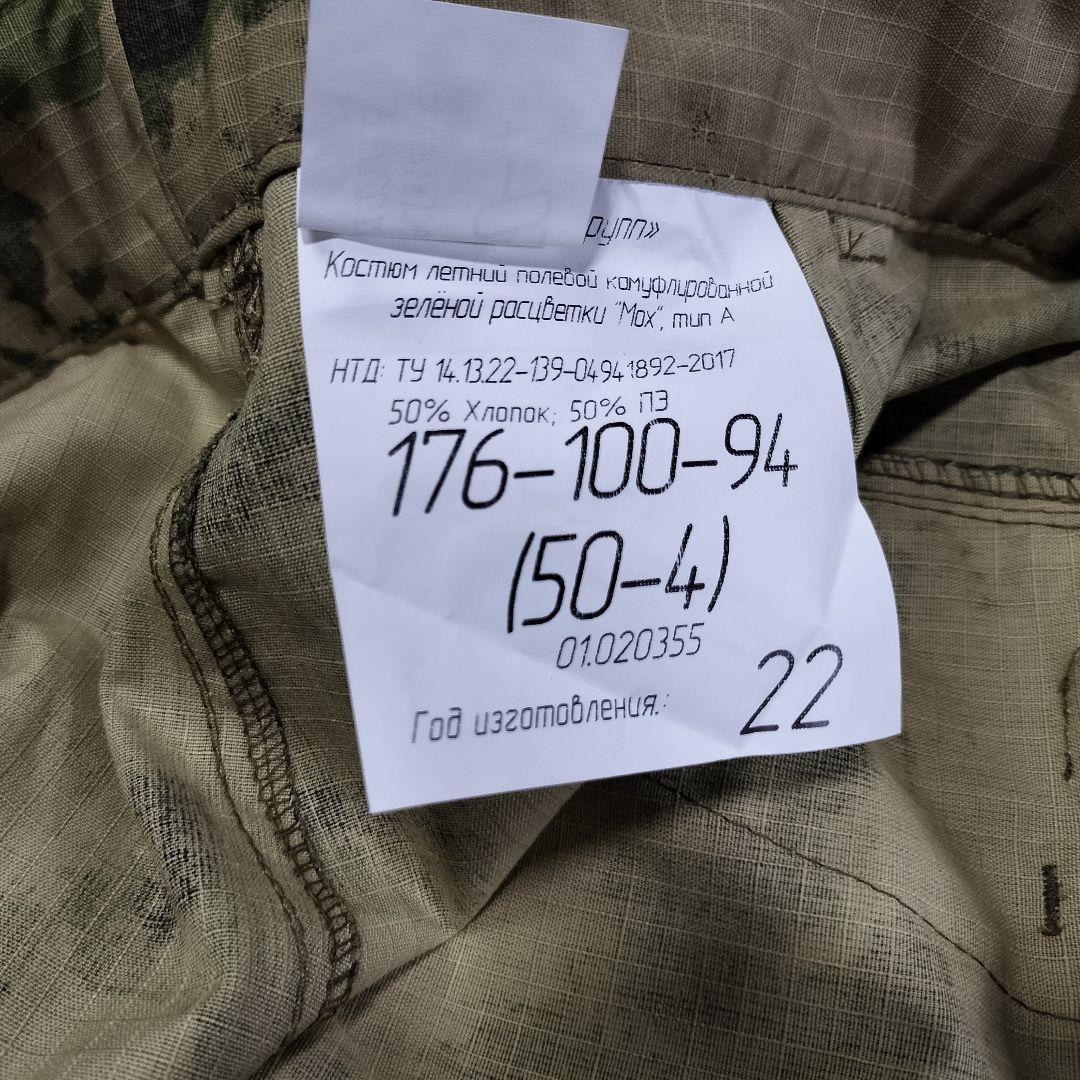 рупп»
Костюм летний полевой камуфлированной
зелёной расцветки "Мох", тип А
НТД: ТУ 14.13.22-139-04941892-2017
50% Хлопок; 50% ПЭ
176-100-94
(50-4)
01.020355
Год изготовления.: 22